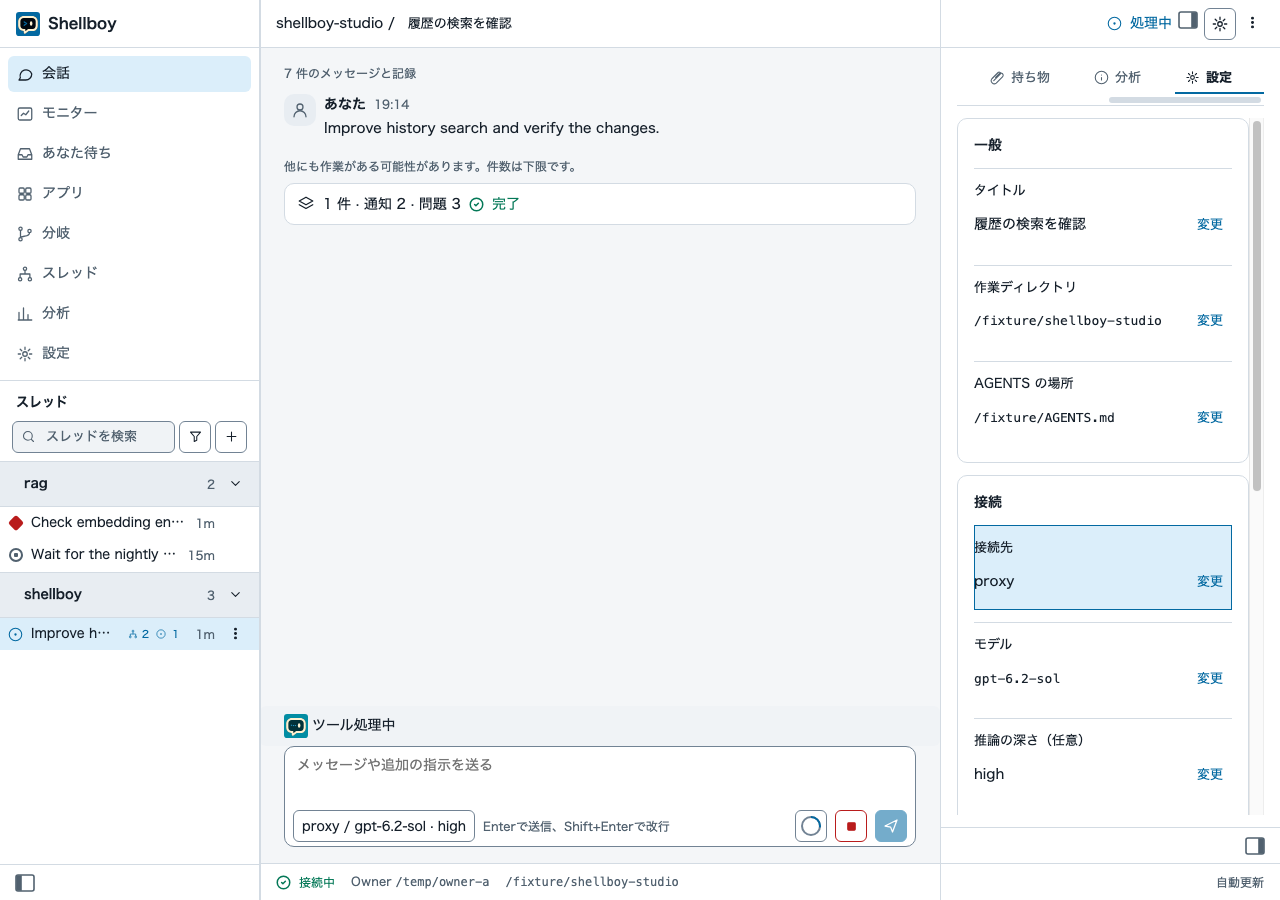 Shellboy
会話
モニター
あなた待ち
アプリ
分岐
スレッド
分析
設定
スレッド
スレッドを検索
rag 2
Check embedding en… 1m
Wait for the nightly … 15m
shellboy 3
Improve h… 2 1 1m
shellboy-studio / 履歴の検索を確認
7 件のメッセージと記録
あなた 19:14
Improve history search and verify the changes.
他にも作業がある可能性があります。件数は下限です。
1 件 · 通知 2 · 問題 3 完了
ツール処理中
メッセージや追加の指示を送る
proxy / gpt-6.2-sol · high Enterで送信、Shift+Enterで改行
接続中 Owner /temp/owner-a /fixture/shellboy-studio
処理中
持ち物 分析 設定
一般
タイトル
履歴の検索を確認 変更
作業ディレクトリ
/fixture/shellboy-studio 変更
AGENTS の場所
/fixture/AGENTS.md 変更
接続
接続先
proxy 変更
モデル
gpt-6.2-sol 変更
推論の深さ（任意）
high 変更
自動更新